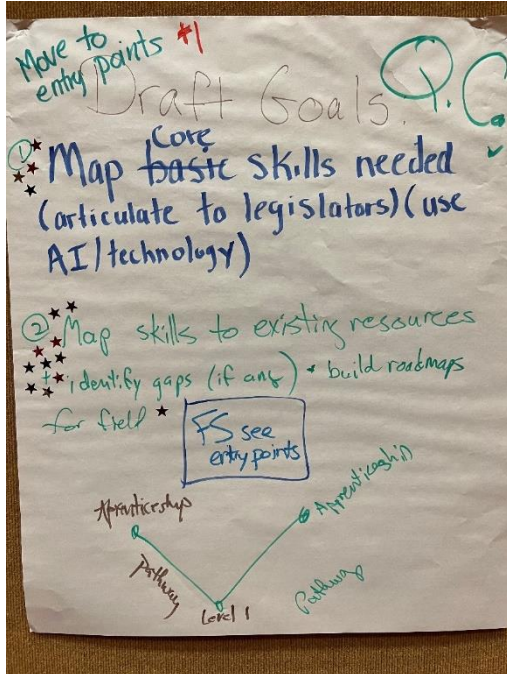 Move to
entry points #1
Draft Goals.
Q.C.
① Map Core baste skills needed
(articulate to legislators) (use
AI/technology)
② Map skills to existing resources
+ identify gaps (if any) + build roadmaps
for field
FS see
entry points
Apprenticeship
Apprenticeship
Pathway
Pathway
Level 1